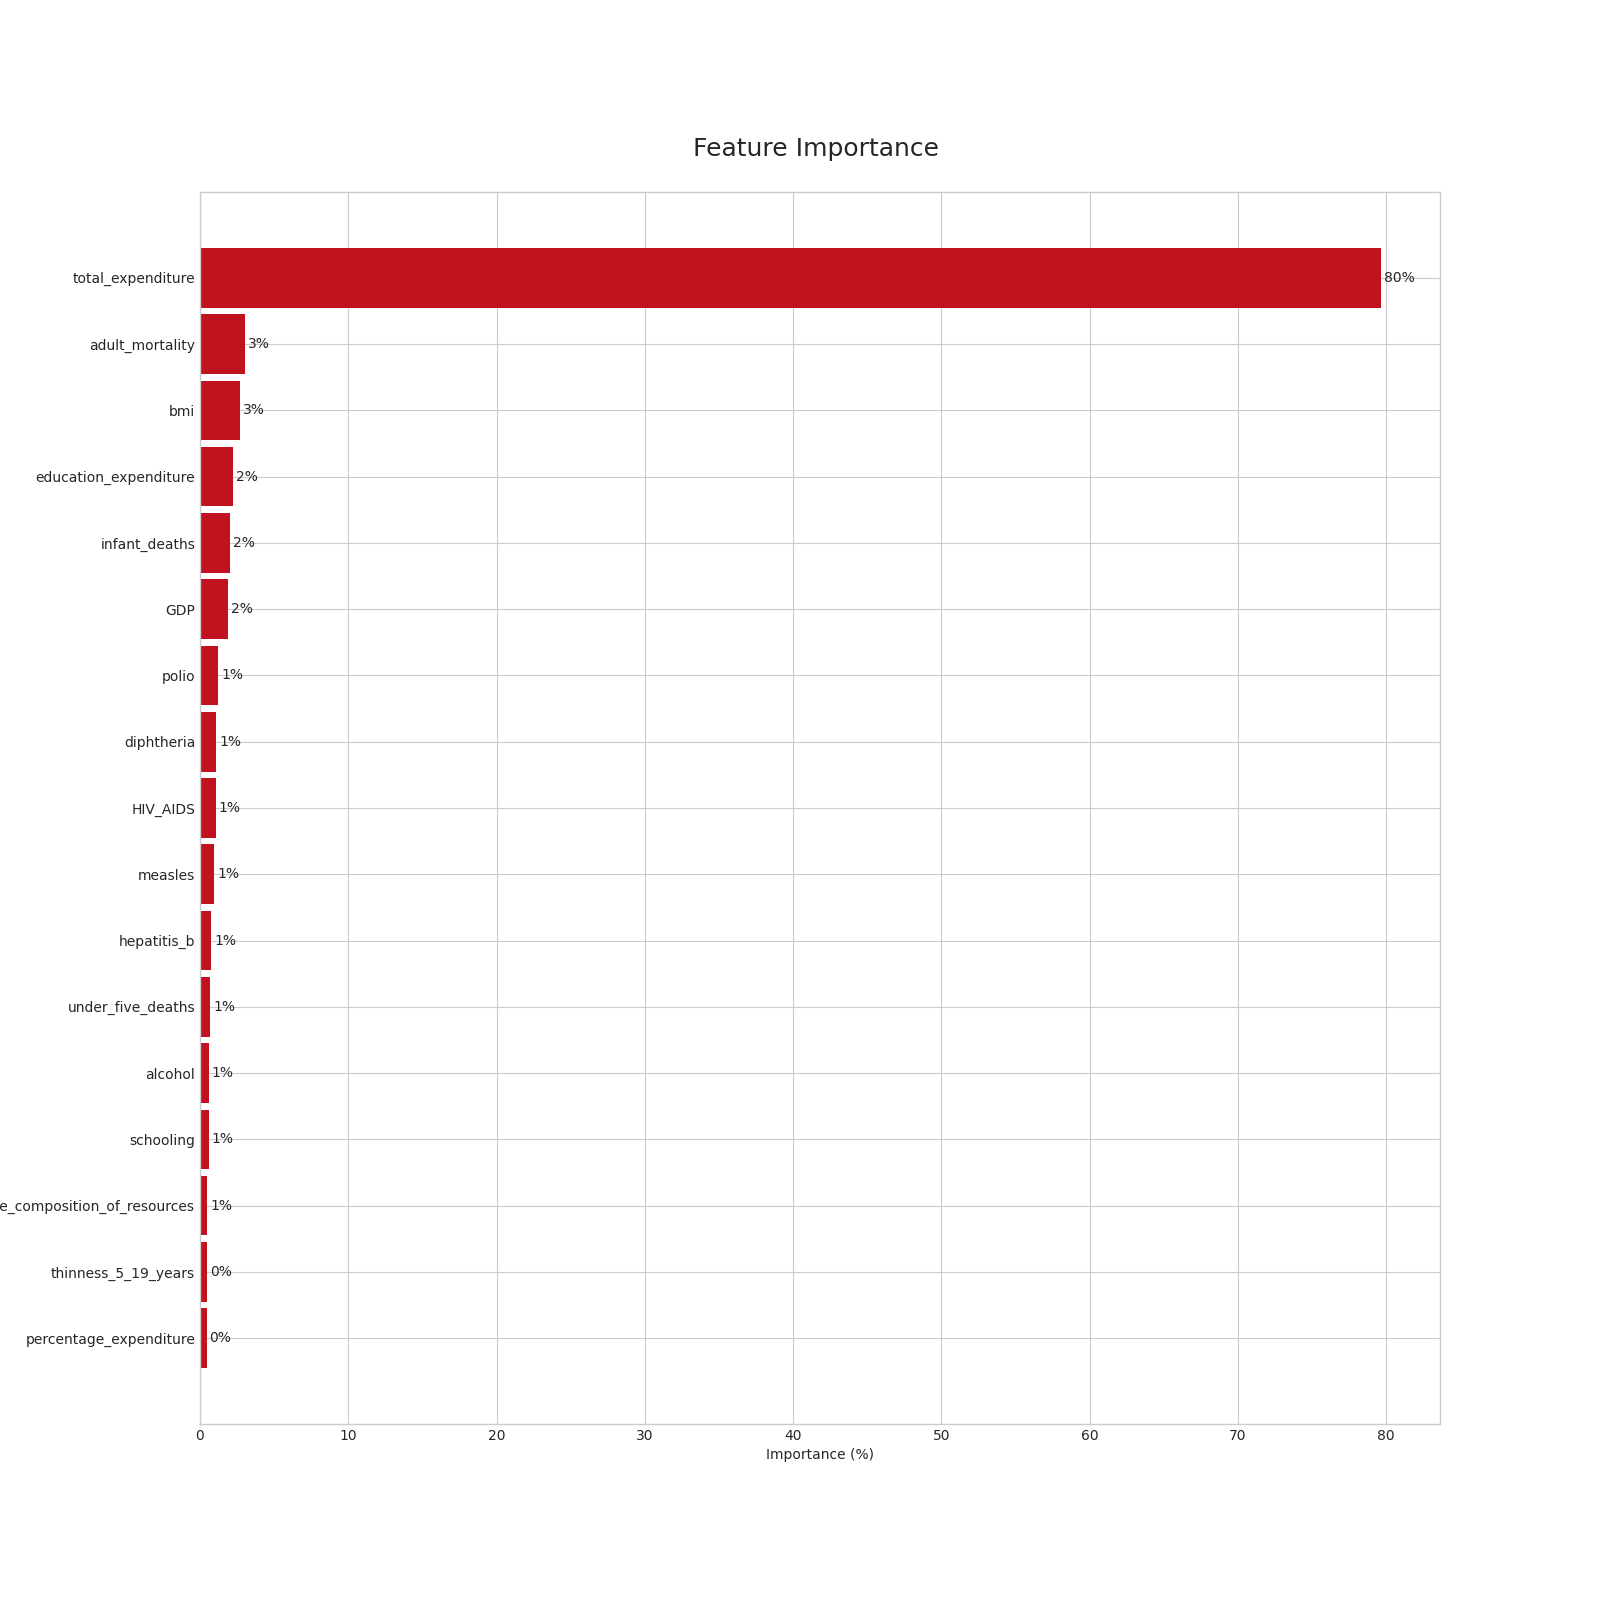 Feature Importance
total_expenditure 80%
adult_mortality 3%
bmi 3%
education_expenditure 2%
infant_deaths 2%
GDP 2%
polio 1%
diphtheria 1%
HIV_AIDS 1%
measles 1%
hepatitis_b 1%
under_five_deaths 1%
alcohol 1%
schooling 1%
e_composition_of_resources 1%
thinness_5_19_years 0%
percentage_expenditure 0%
0 10 20 30 40 50 60 70 80
Importance (%)